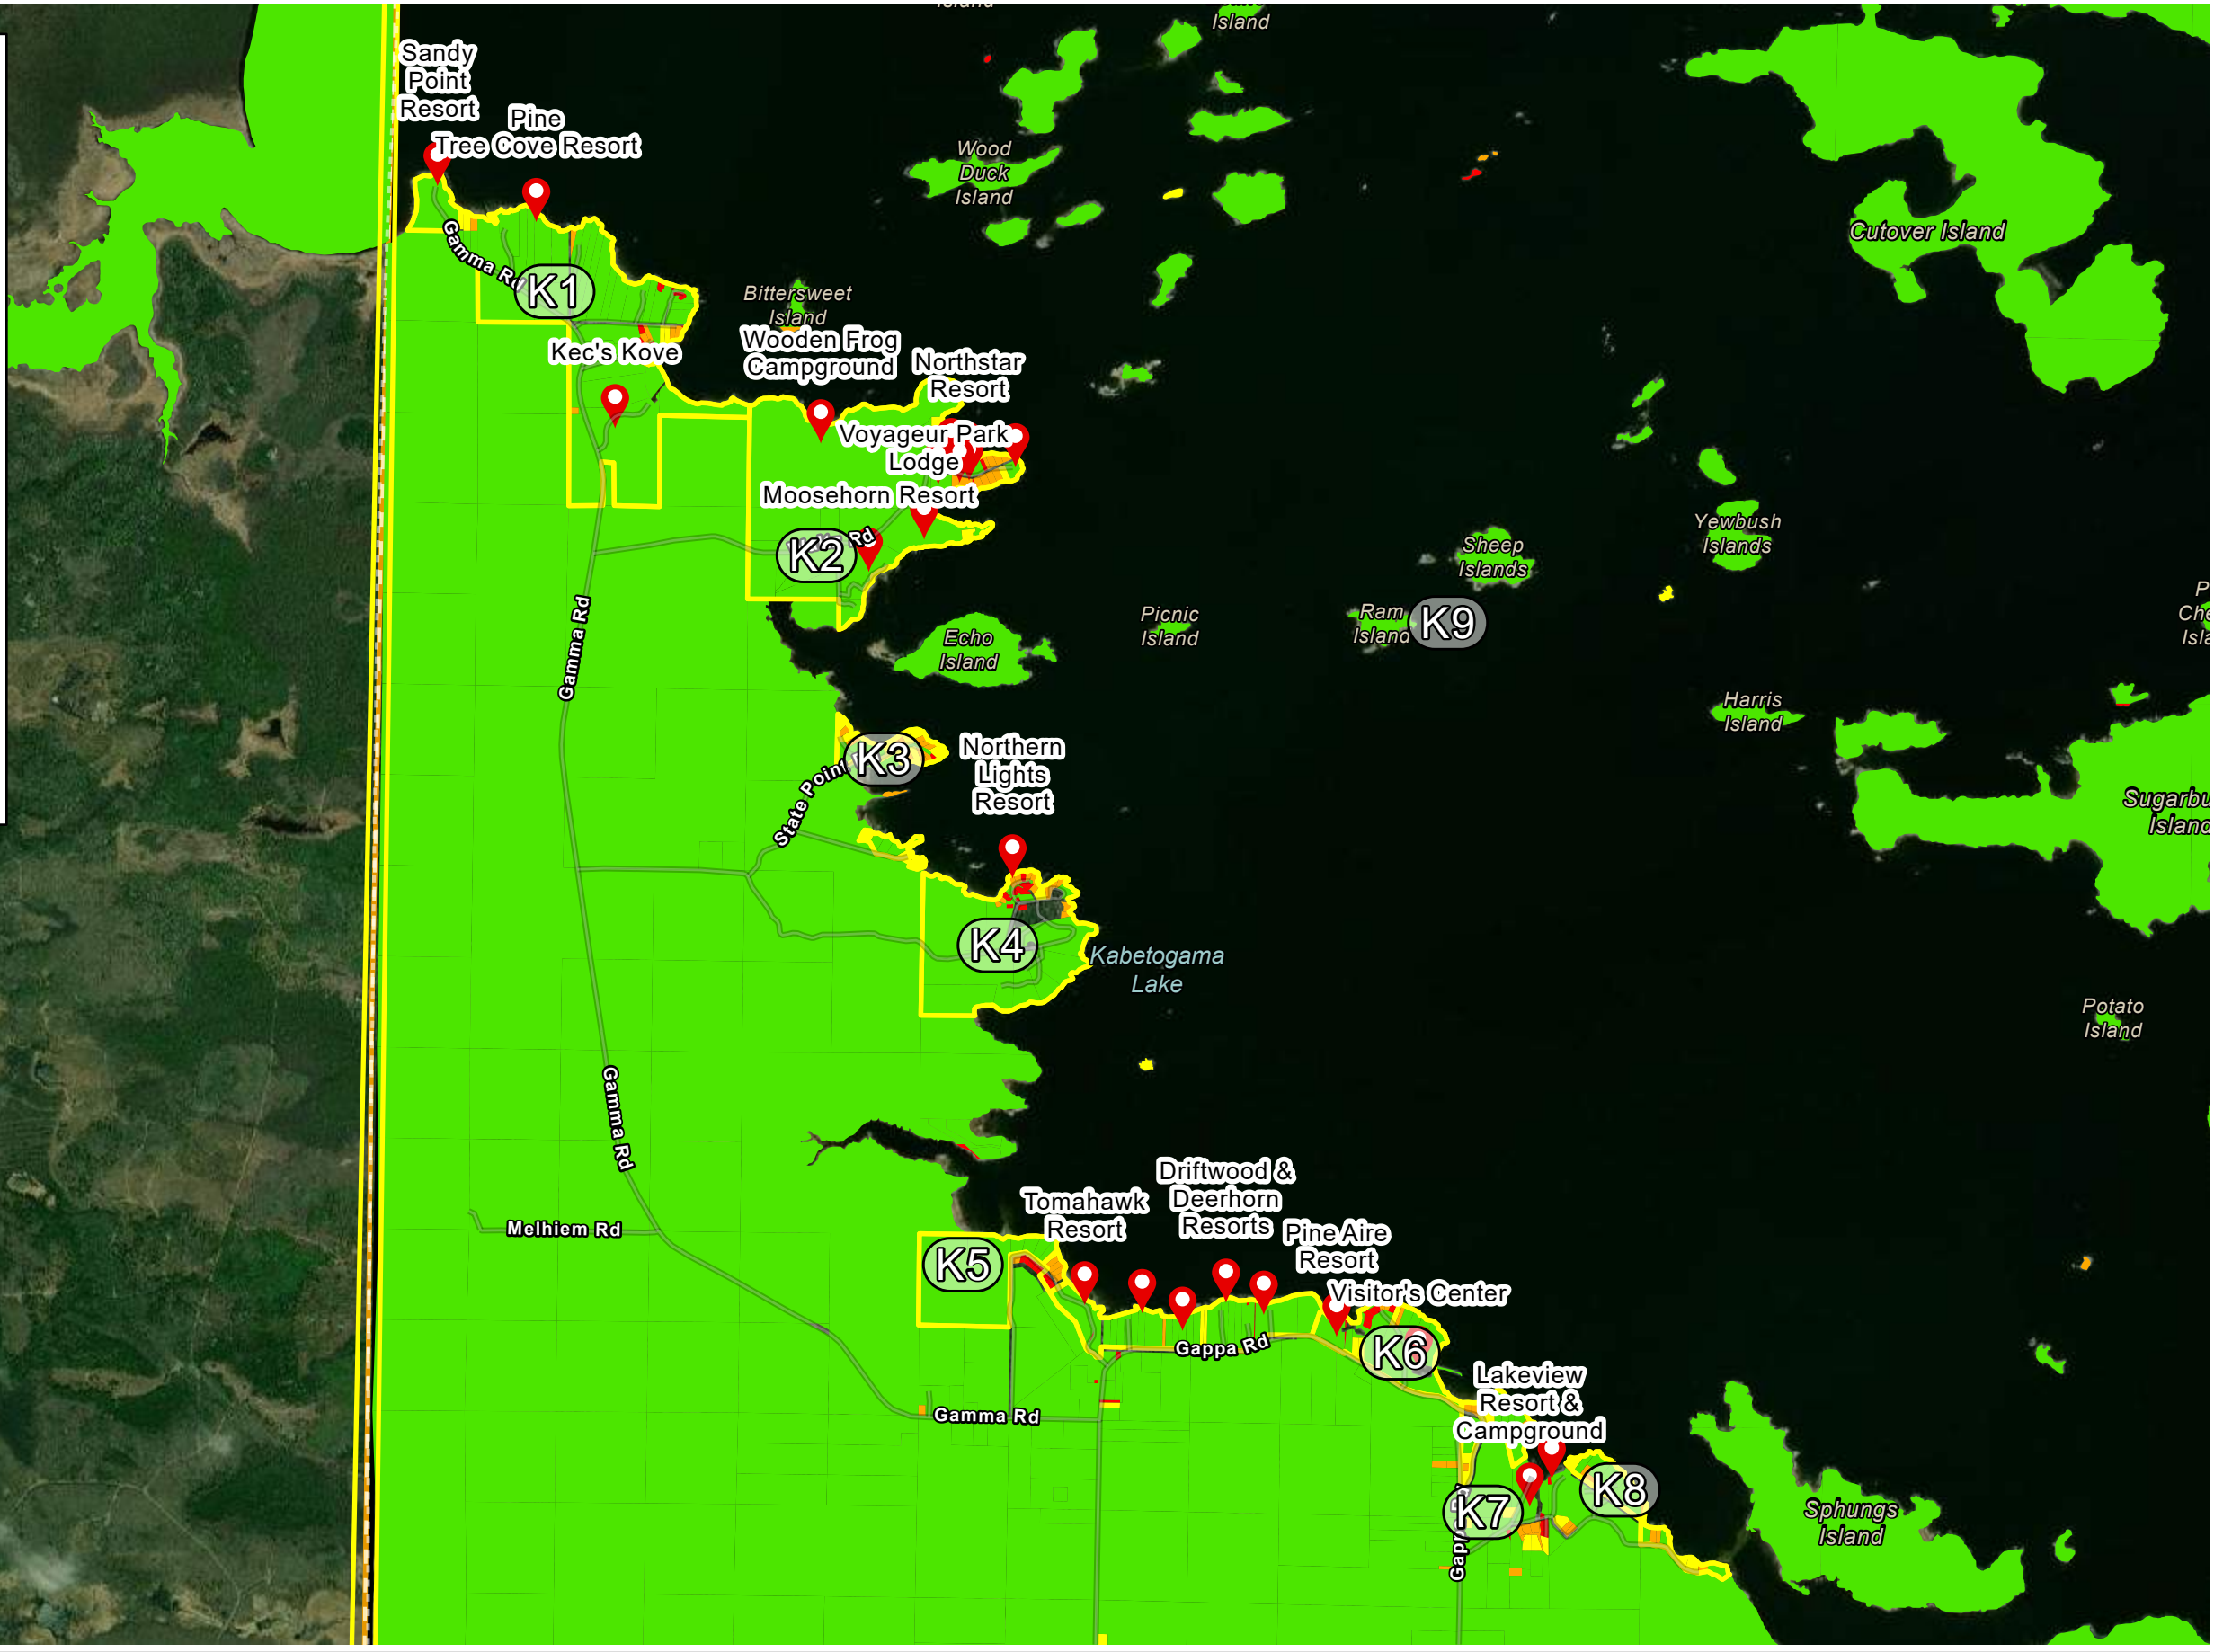 Island
Island
Sandy
Point
Resort
Pine
Tree Cove Resort
Wood
Duck
Island
Cutover Island
Gamma Rd
K1
Bittersweet
Island
Kec's Kove
Wooden Frog
Campground
Northstar
Resort
Voyageur Park
Lodge
Moosehorn Resort
K2
Rd
Yewbush
Islands
Sheep
Islands
Ram
Island
K9
Picnic
Island
Echo
Island
Gamma Rd
Harris
Island
K3
State Point
Northern
Lights
Resort
Sugarbu
Island
K4
Kabetogama
Lake
Potato
Island
Gamma Rd
Melhiem Rd
K5
Tomahawk
Resort
Driftwood &
Deerhorn
Resorts
Pine Aire
Resort
Visitor's Center
Gappa Rd
K6
Gamma Rd
Lakeview
Resort &
Campground
K7
K8
Sphungs
Island